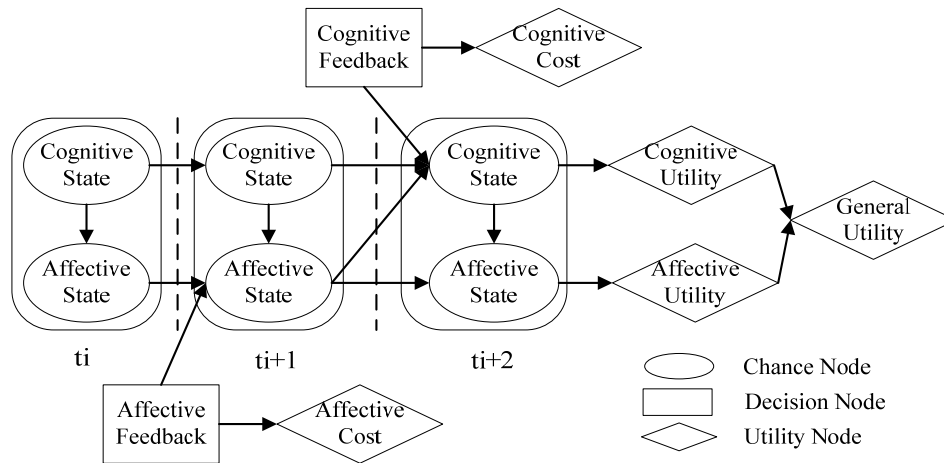 Cognitive
Feedback
Cognitive
Cost
Cognitive
State
Cognitive
State
Cognitive
State
Cognitive
Utility
General
Utility
Affective
State
Affective
State
Affective
State
Affective
Utility
ti
ti+1
ti+2
Affective
Feedback
Affective
Cost
Chance Node
Decision Node
Utility Node